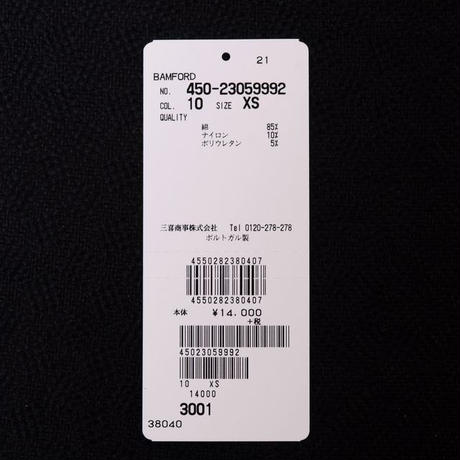 21
BAMFORD
NO. 450-23059992
COL. 10 SIZE XS
QUALITY
綿 85%
ナイロン 10%
ポリウレタン 5%
三喜商事株式会社 Tel 0120-278-278
ポルトガル製
4550282380407
4550282380407
本体 ¥14,000
+税
45023059992
10 XS
14000
3001
38040